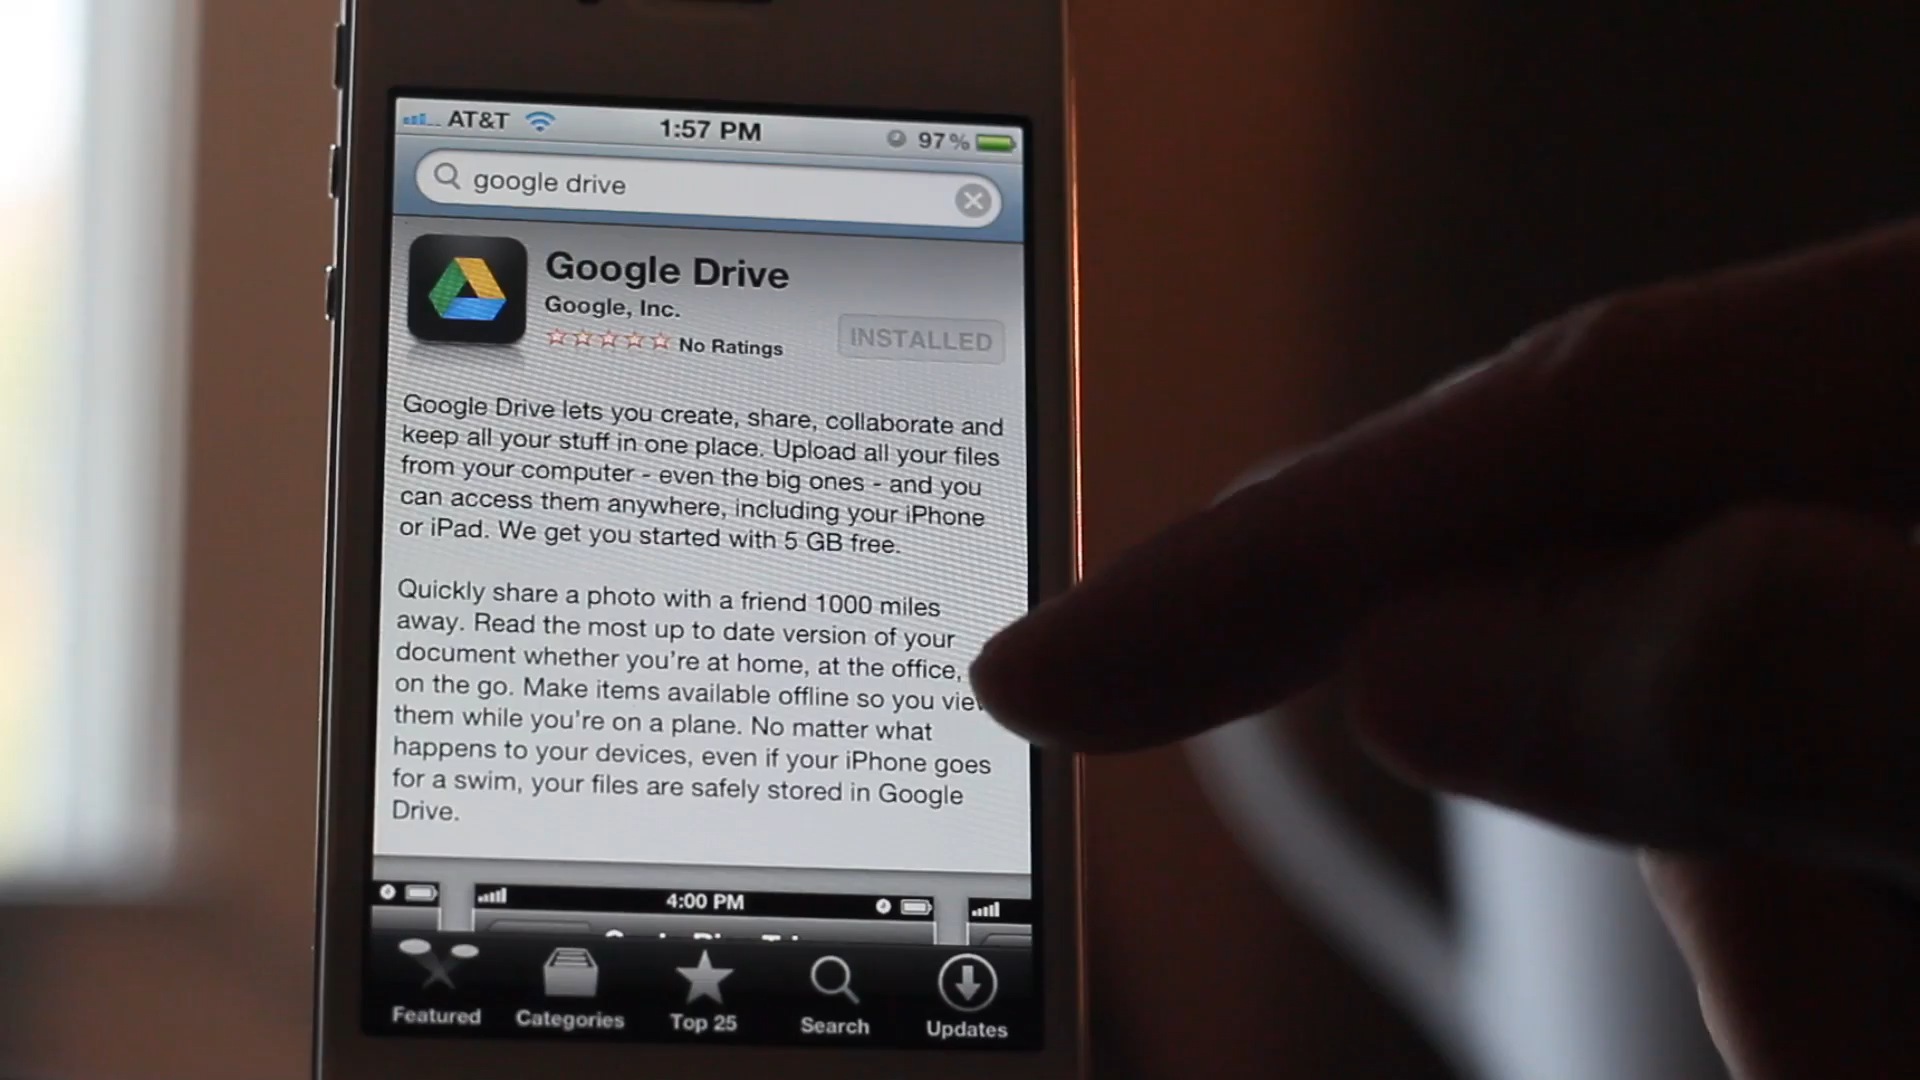 AT&T 1:57 PM 97%
google drive
Google Drive
Google, Inc.
No Ratings
INSTALLED
Google Drive lets you create, share, collaborate and
keep all your stuff in one place. Upload all your files
from your computer - even the big ones - and you
can access them anywhere, including your iPhone
or iPad. We get you started with 5 GB free.
Quickly share a photo with a friend 1000 miles
away. Read the most up to date version of your
document whether you're at home, at the office,
on the go. Make items available offline so you
them while you're on a plane. No matter what
happens to your devices, even if your iPhone goes
for a swim, your files are safely stored in Google
Drive.
4:00 PM
Featured Categories Top 25 Search Updates